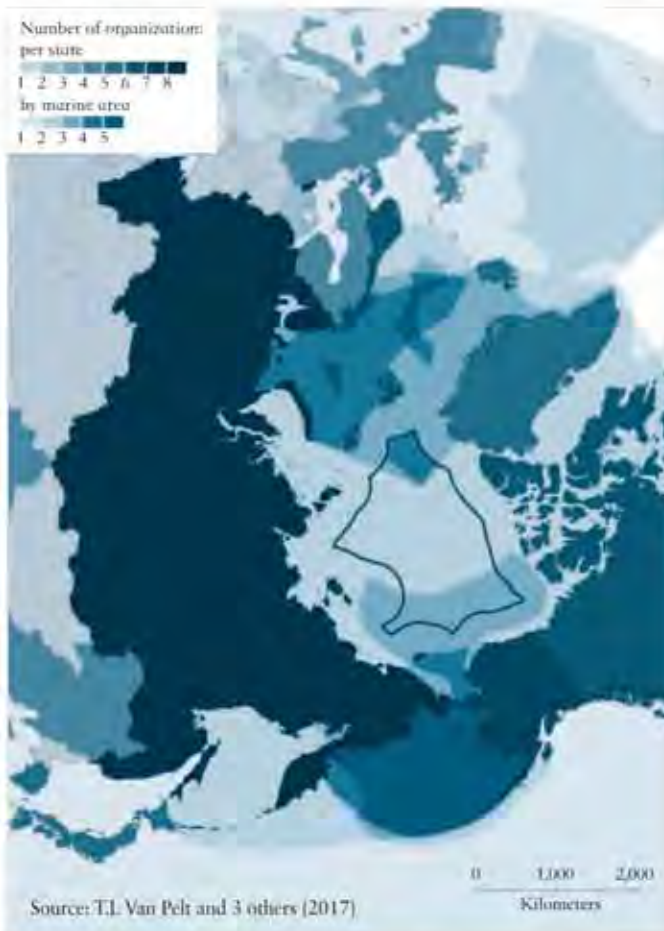 Number of organization:
per state
1 2 3 4 5 6 7 8
by marine area
1 2 3 4 5
0 1,000 2,000
Kilometers
Source: T.I. Van Pelt and 3 others (2017)